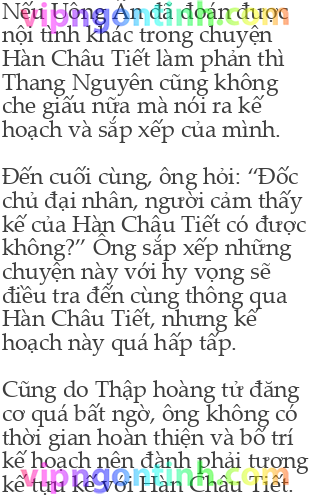 Nếu Hồng Ân đã đoán được
nội tình khác trong chuyện
Hàn Châu Tiết làm phản thì
Thang Nguyên cũng không
che giấu nữa mà nói ra kế
hoạch và sắp xếp của mình.
Đến cuối cùng, ông hỏi: “Đốc
chủ đại nhân, người cảm thấy
kế của Hàn Châu Tiết có được
không?” Ông sắp xếp những
chuyện này với hy vọng sẽ
điều tra đến cùng thông qua
Hàn Châu Tiết, nhưng kế
hoạch này quá hấp tấp.
Cũng do Thập hoàng tử đăng
cơ quá bất ngờ, ông không có
thời gian hoàn thiện và bố trí
kế hoạch nên đành phải tương
kế tựu kế với Hàn Châu Tiết.
vipngontinh.com
vipngontinh.com